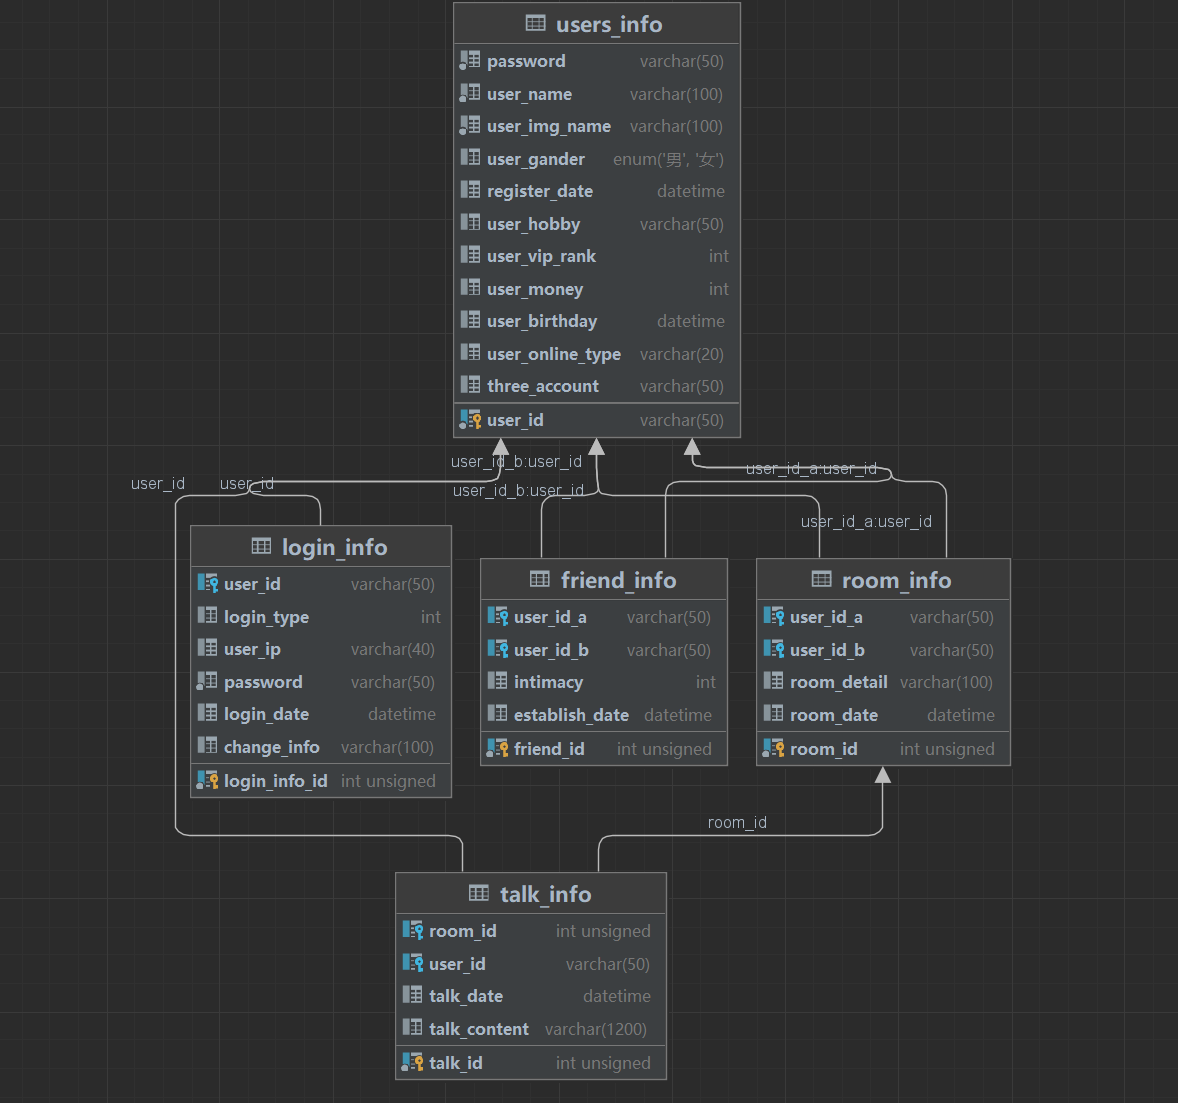 users_info
password varchar(50)
user_name varchar(100)
user_img_name varchar(100)
user_gander enum('男', '女')
register_date datetime
user_hobby varchar(50)
user_vip_rank int
user_money int
user_birthday datetime
user_online_type varchar(20)
three_account varchar(50)
user_id varchar(50)
user_id_b:user_id
user_id_a:user_id
user_id
user_id
user_id_b:user_id
user_id_a:user_id
login_info
user_id varchar(50)
login_type int
user_ip varchar(40)
password varchar(50)
login_date datetime
change_info varchar(100)
login_info_id int unsigned
friend_info
user_id_a varchar(50)
user_id_b varchar(50)
intimacy int
establish_date datetime
friend_id int unsigned
room_info
user_id_a varchar(50)
user_id_b varchar(50)
room_detail varchar(100)
room_date datetime
room_id int unsigned
room_id
talk_info
room_id int unsigned
user_id varchar(50)
talk_date datetime
talk_content varchar(1200)
talk_id int unsigned